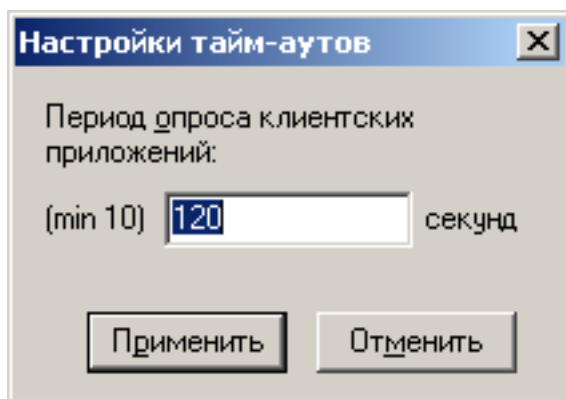 Настройки тайм-аутов
Период опроса клиентских
приложений:
(min 10) 120 секунд
Применить Отменить